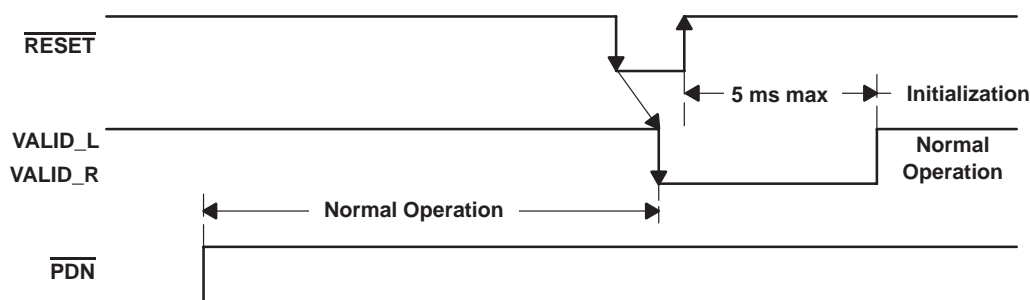 RESET
5 ms max
Initialization
VALID_L
VALID_R
Normal
Operation
Normal Operation
PDN